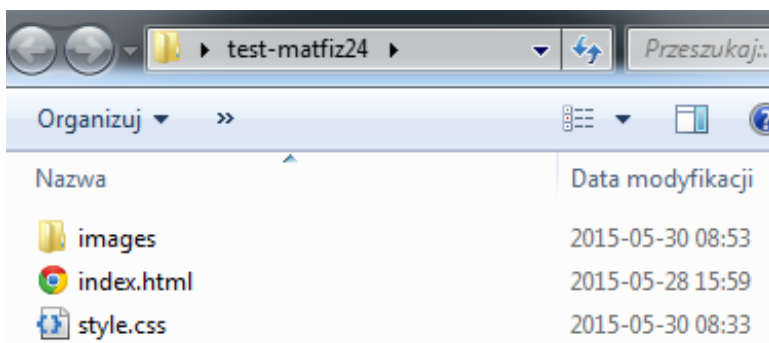 test-matfiz24
Przeszukaj:..
Organizuj
Nazwa Data modyfikacji
images 2015-05-30 08:53
index.html 2015-05-28 15:59
style.css 2015-05-30 08:33